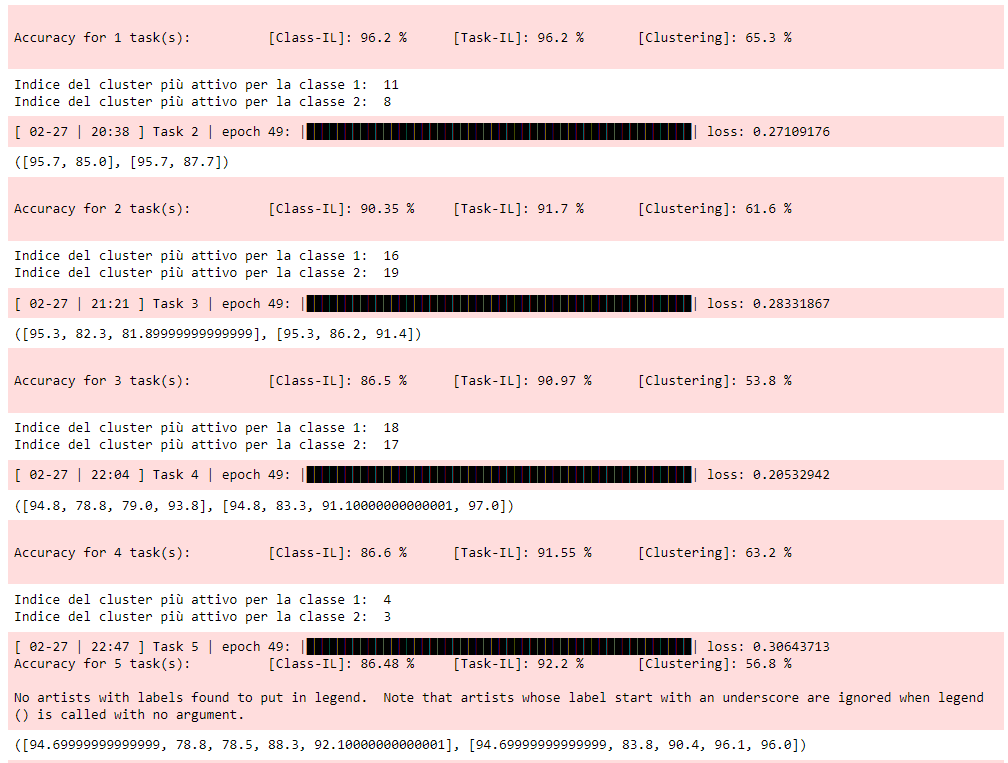 Accuracy for 1 task(s): [Class-IL]: 96.2 % [Task-IL]: 96.2 % [Clustering]: 65.3 %
Indice del cluster più attivo per la classe 1: 11
Indice del cluster più attivo per la classe 2: 8
[ 02-27 | 20:38 ] Task 2 | epoch 49: || loss: 0.27109176
([95.7, 85.0], [95.7, 87.7])
Accuracy for 2 task(s): [Class-IL]: 90.35 % [Task-IL]: 91.7 % [Clustering]: 61.6 %
Indice del cluster più attivo per la classe 1: 16
Indice del cluster più attivo per la classe 2: 19
[ 02-27 | 21:21 ] Task 3 | epoch 49: || loss: 0.28331867
([95.3, 82.3, 81.89999999999999], [95.3, 86.2, 91.4])
Accuracy for 3 task(s): [Class-IL]: 86.5 % [Task-IL]: 90.97 % [Clustering]: 53.8 %
Indice del cluster più attivo per la classe 1: 18
Indice del cluster più attivo per la classe 2: 17
[ 02-27 | 22:04 ] Task 4 | epoch 49: || loss: 0.20532942
([94.8, 78.8, 79.0, 93.8], [94.8, 83.3, 91.10000000000001, 97.0])
Accuracy for 4 task(s): [Class-IL]: 86.6 % [Task-IL]: 91.55 % [Clustering]: 63.2 %
Indice del cluster più attivo per la classe 1: 4
Indice del cluster più attivo per la classe 2: 3
[ 02-27 | 22:47 ] Task 5 | epoch 49: || loss: 0.30643713
Accuracy for 5 task(s): [Class-IL]: 86.48 % [Task-IL]: 92.2 % [Clustering]: 56.8 %
No artists with labels found to put in legend.  Note that artists whose label start with an underscore are ignored when legend
() is called with no argument.
([94.69999999999999, 78.8, 78.5, 88.3, 92.10000000000001], [94.69999999999999, 83.8, 90.4, 96.1, 96.0])